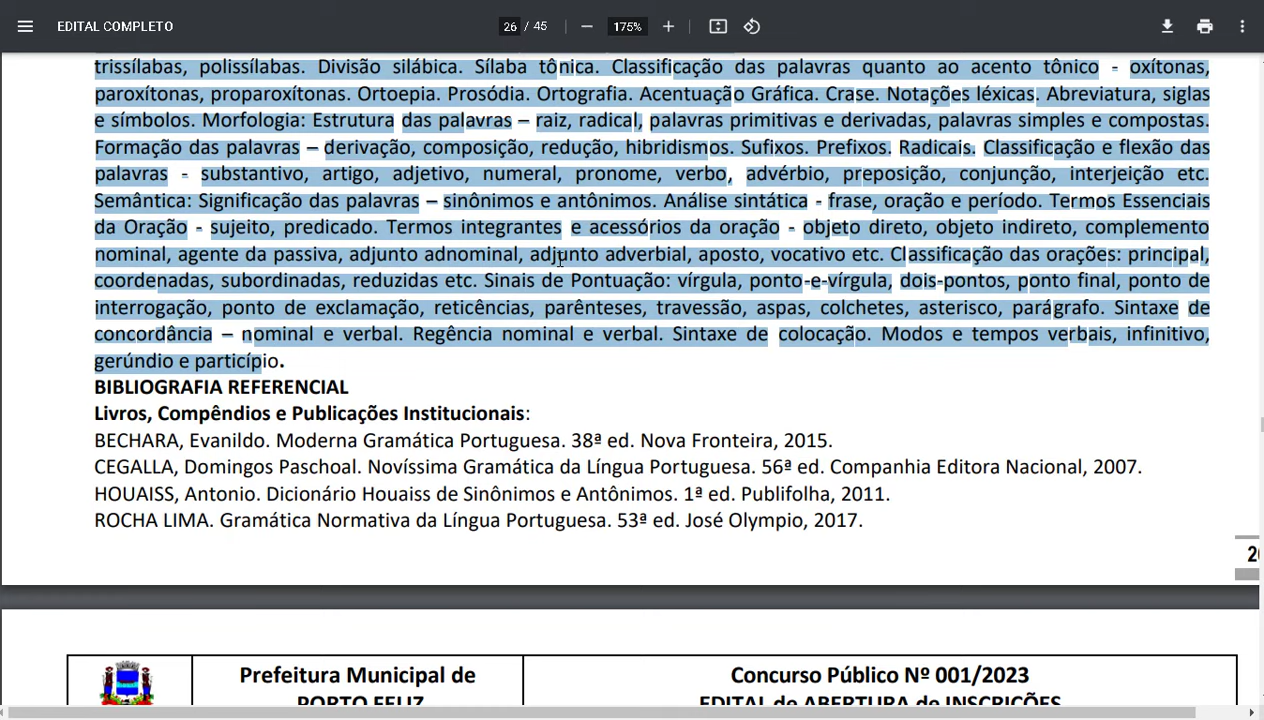 EDITAL COMPLETO
26 / 45
175%
trissílabas, polissílabas. Divisão silábica. Sílaba tônica. Classificação das palavras quanto ao acento tônico - oxítonas,
paroxítonas, proparoxítonas. Ortoepia. Prosódia. Ortografia. Acentuação Gráfica. Crase. Notações léxicas. Abreviatura, siglas
e símbolos. Morfologia: Estrutura das palavras – raiz, radical, palavras primitivas e derivadas, palavras simples e compostas.
Formação das palavras – derivação, composição, redução, hibridismos. Sufixos. Prefixos. Radicais. Classificação e flexão das
palavras - substantivo, artigo, adjetivo, numeral, pronome, verbo, advérbio, preposição, conjunção, interjeição etc.
Semântica: Significação das palavras – sinônimos e antônimos. Análise sintática - frase, oração e período. Termos Essenciais
da Oração - sujeito, predicado. Termos integrantes e acessórios da oração - objeto direto, objeto indireto, complemento
nominal, agente da passiva, adjunto adnominal, adjunto adverbial, aposto, vocativo etc. Classificação das orações: principal,
coordenadas, subordinadas, reduzidas etc. Sinais de Pontuação: vírgula, ponto-e-vírgula, dois-pontos, ponto final, ponto de
interrogação, ponto de exclamação, reticências, parênteses, travessão, aspas, colchetes, asterisco, parágrafo. Sintaxe de
concordância – nominal e verbal. Regência nominal e verbal. Sintaxe de colocação. Modos e tempos verbais, infinitivo,
gerúndio e particípio.
BIBLIOGRAFIA REFERENCIAL
Livros, Compêndios e Publicações Institucionais:
BECHARA, Evanildo. Moderna Gramática Portuguesa. 38ª ed. Nova Fronteira, 2015.
CEGALLA, Domingos Paschoal. Novíssima Gramática da Língua Portuguesa. 56ª ed. Companhia Editora Nacional, 2007.
HOUAISS, Antonio. Dicionário Houaiss de Sinônimos e Antônimos. 1ª ed. Publifolha, 2011.
ROCHA LIMA. Gramática Normativa da Língua Portuguesa. 53ª ed. José Olympio, 2017.
Prefeitura Municipal de
PORTO FELIZ
Concurso Público Nº 001/2023
EDITAL de ABERTURA de INSCRIÇÕES